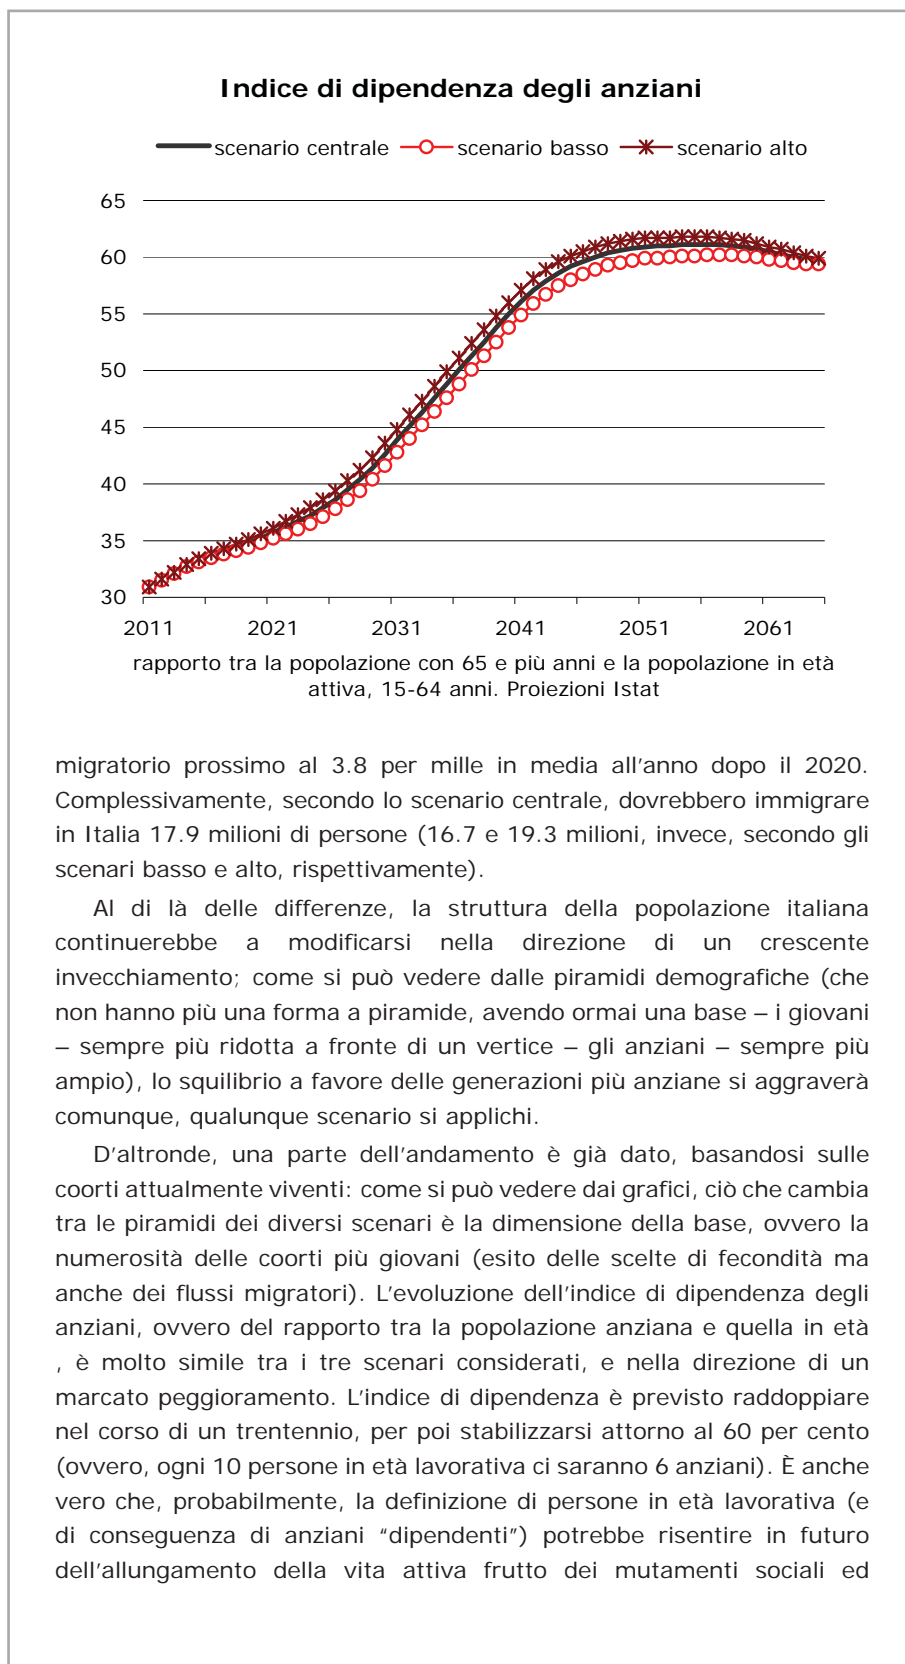 Indice di dipendenza degli anziani
scenario centrale scenario basso scenario alto
65
60
55
50
45
40
35
30
2011 2021 2031 2041 2051 2061
rapporto tra la popolazione con 65 e più anni e la popolazione in età
attiva, 15-64 anni. Proiezioni Istat
migratorio prossimo al 3.8 per mille in media all'anno dopo il 2020.
Complessivamente, secondo lo scenario centrale, dovrebbero immigrare
in Italia 17.9 milioni di persone (16.7 e 19.3 milioni, invece, secondo gli
scenari basso e alto, rispettivamente).
Al di là delle differenze, la struttura della popolazione italiana
continuerebbe a modificarsi nella direzione di un crescente
invecchiamento; come si può vedere dalle piramidi demografiche (che
non hanno più una forma a piramide, avendo ormai una base – i giovani
– sempre più ridotta a fronte di un vertice – gli anziani – sempre più
ampio), lo squilibrio a favore delle generazioni più anziane si aggraverà
comunque, qualunque scenario si applichi.
D'altronde, una parte dell'andamento è già dato, basandosi sulle
coorti attualmente viventi: come si può vedere dai grafici, ciò che cambia
tra le piramidi dei diversi scenari è la dimensione della base, ovvero la
numerosità delle coorti più giovani (esito delle scelte di fecondità ma
anche dei flussi migratori). L'evoluzione dell'indice di dipendenza degli
anziani, ovvero del rapporto tra la popolazione anziana e quella in età
, è molto simile tra i tre scenari considerati, e nella direzione di un
marcato peggioramento. L'indice di dipendenza è previsto raddoppiare
nel corso di un trentennio, per poi stabilizzarsi attorno al 60 per cento
(ovvero, ogni 10 persone in età lavorativa ci saranno 6 anziani). È anche
vero che, probabilmente, la definizione di persone in età lavorativa (e
di conseguenza di anziani "dipendenti") potrebbe risentire in futuro
dell'allungamento della vita attiva frutto dei mutamenti sociali ed